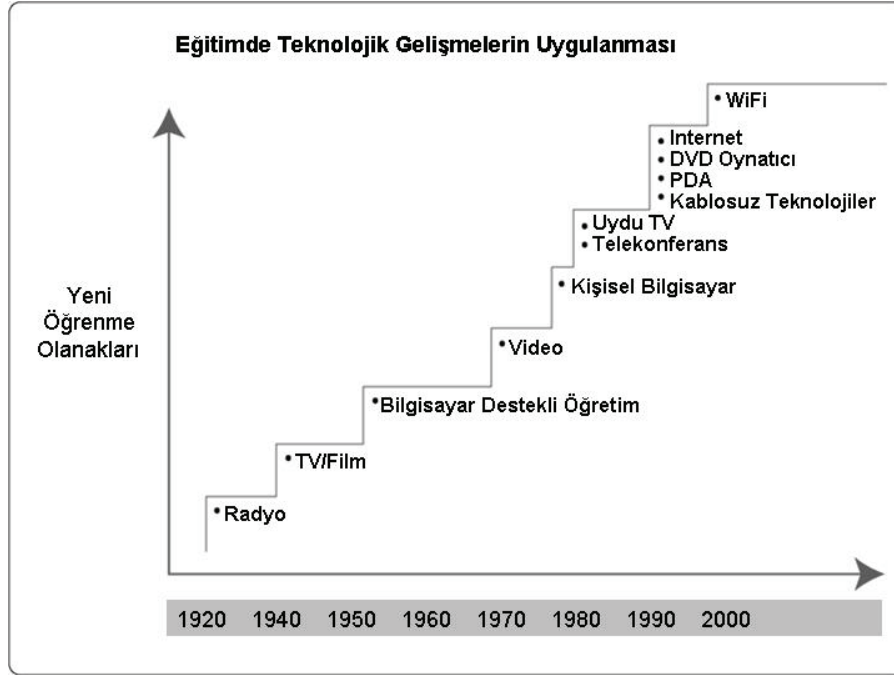 Eğitimde Teknolojik Gelişmelerin Uygulanması
• WiFi
• Internet
• DVD Oynatıcı
• PDA
• Kablosuz Teknolojiler
• Uydu TV
• Telekonferans
• Kişisel Bilgisayar
Yeni
Öğrenme
Olanakları
• Video
• Bilgisayar Destekli Öğretim
• TV/Film
• Radyo
1920 1940 1950 1960 1970 1980 1990 2000